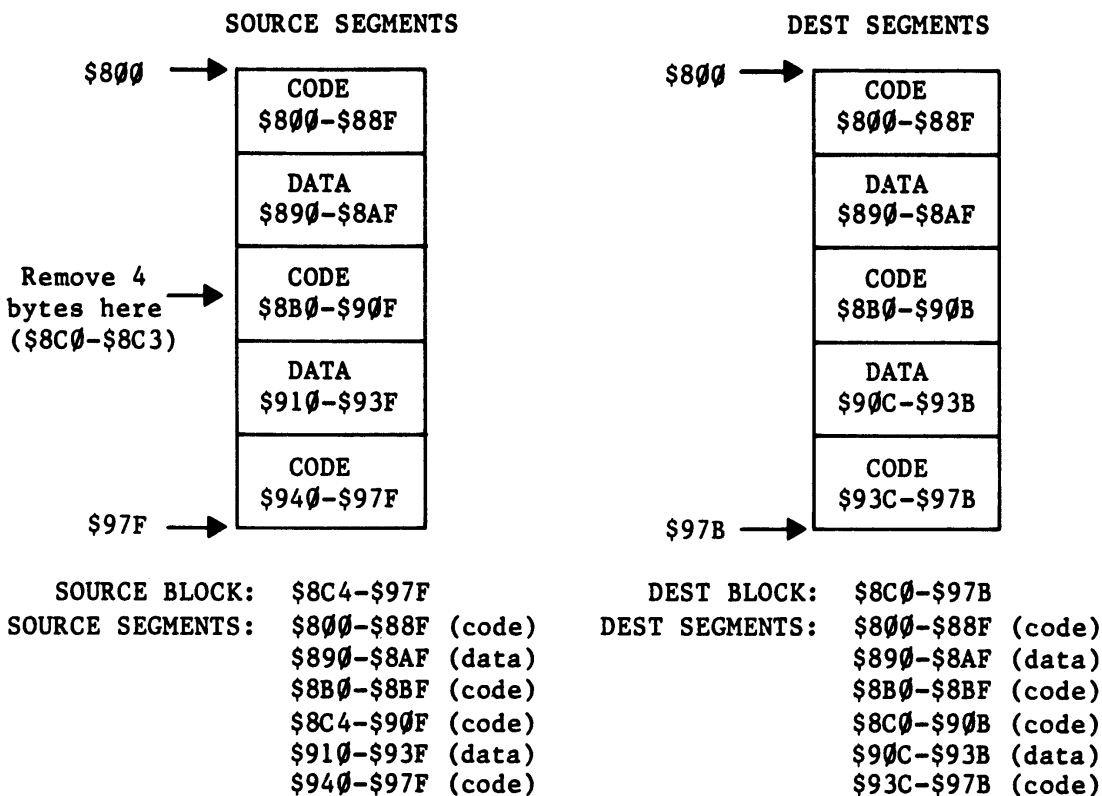 SOURCE SEGMENTS
$8ØØ
CODE
$8ØØ-$88F
DATA
$89Ø-$8AF
Remove 4
bytes here
($8CØ-$8C3)
CODE
$8BØ-$9ØF
DATA
$91Ø-$93F
CODE
$94Ø-$97F
$97F
SOURCE BLOCK: $8C4-$97F
SOURCE SEGMENTS: $8ØØ-$88F (code)
$89Ø-$8AF (data)
$8BØ-$8BF (code)
$8C4-$9ØF (code)
$91Ø-$93F (data)
$94Ø-$97F (code)
DEST SEGMENTS
$8ØØ
CODE
$8ØØ-$88F
DATA
$89Ø-$8AF
CODE
$8BØ-$9ØB
DATA
$9ØC-$93B
CODE
$93C-$97B
$97B
DEST BLOCK: $8CØ-$97B
DEST SEGMENTS: $8ØØ-$88F (code)
$89Ø-$8AF (data)
$8BØ-$8BF (code)
$8CØ-$9ØB (code)
$9ØC-$93B (data)
$93C-$97B (code)